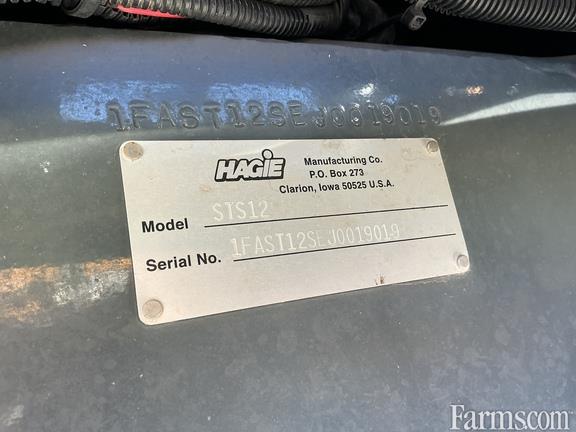 1FAST12SEJ0019019
HAGIE Manufacturing Co.
P.O. Box 273
Clarion, Iowa 50525 U.S.A.
Model STS12
Serial No. 1FAST12SEJ0019019
Farms.com